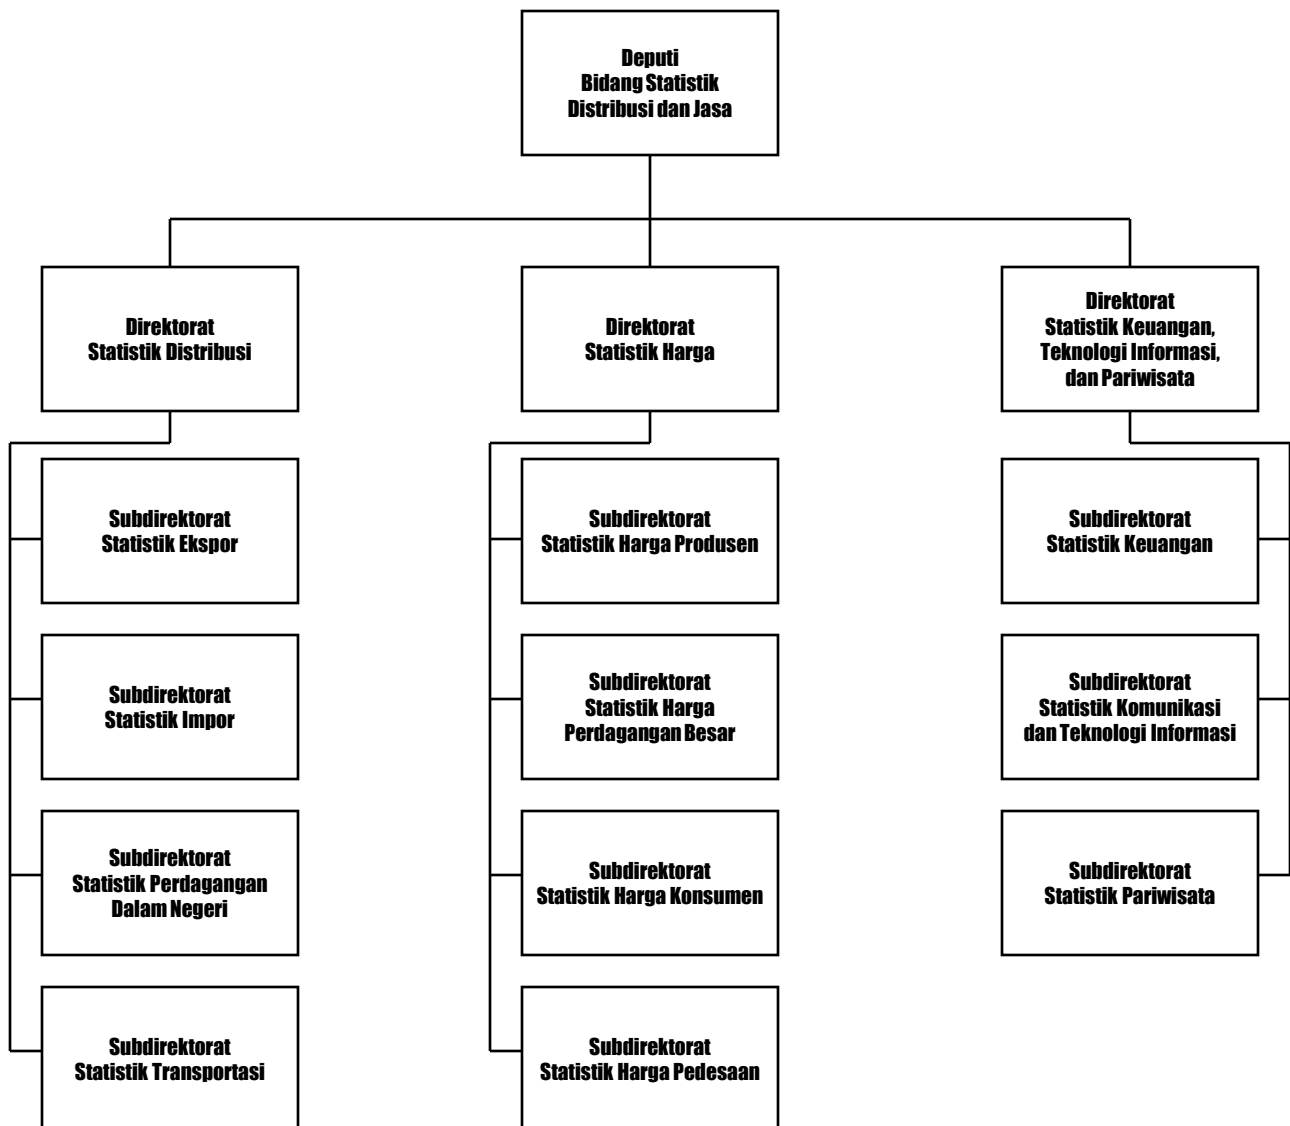 Deputi
Bidang Statistik
Distribusi dan Jasa
Direktorat
Statistik Distribusi
Direktorat
Statistik Harga
Direktorat
Statistik Keuangan,
Teknologi Informasi,
dan Pariwisata
Subdirektorat
Statistik Ekspor
Subdirektorat
Statistik Harga Produsen
Subdirektorat
Statistik Keuangan
Subdirektorat
Statistik Impor
Subdirektorat
Statistik Harga
Perdagangan Besar
Subdirektorat
Statistik Komunikasi
dan Teknologi Informasi
Subdirektorat
Statistik Perdagangan
Dalam Negeri
Subdirektorat
Statistik Harga Konsumen
Subdirektorat
Statistik Pariwisata
Subdirektorat
Statistik Transportasi
Subdirektorat
Statistik Harga Pedesaan